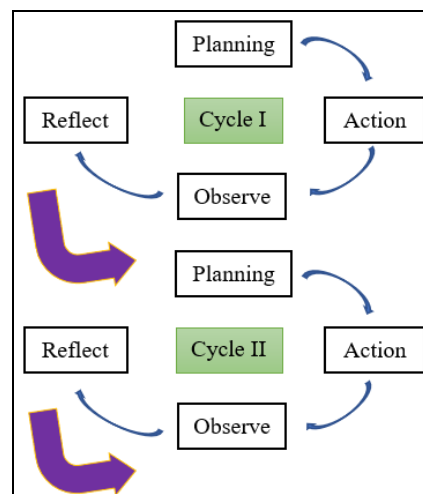 Planning
Reflect
Cycle I
Action
Observe
Planning
Reflect
Cycle II
Action
Observe